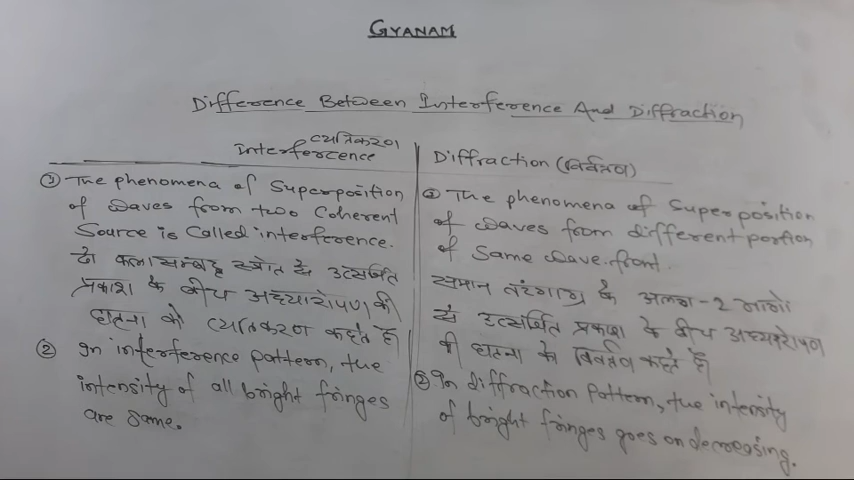 GYANAM
Difference Between Interference And Diffraction
व्यतिकरण
Interference
① The phenomena of Superposition
of waves from two Coherent
Source is Called interference.
दो कलासम्बद्ध स्त्रोत से उत्सर्जित
प्रकाश के बीच अध्यारोपण की
घटना को व्यतिकरण कहते हैं।
② In interference pattern, the
intensity of all bright fringes
are same.
Diffraction (विवर्तन)
① The phenomena of Superposition
of waves from different portion
of Same wave.front.
समान तरंगाग्र के अलग-2 भागों
से उत्सर्जित प्रकाश के बीच अध्यारोपण
की घटना को विवर्तन कहते हैं।
② In diffraction pattern, the intensity
of bright fringes goes on decreasing.